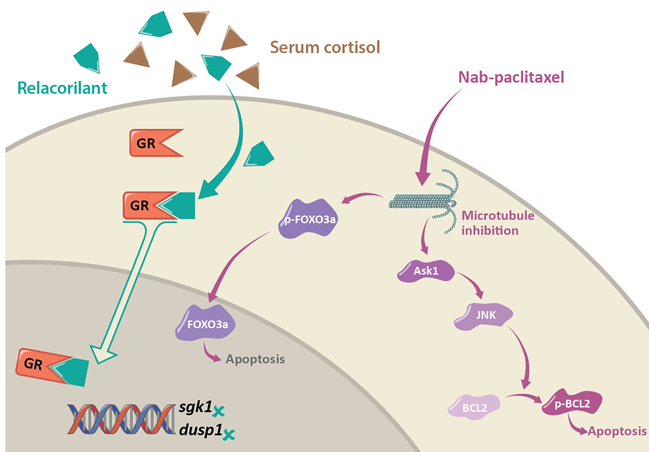 Serum cortisol
Relacorilant
Nab-paclitaxel
GR
GR
p-FOXO3a
Microtubule
inhibition
Ask1
JNK
FOXO3a
Apoptosis
GR
BCL2
p-BCL2
Apoptosis
sgk1
dusp1